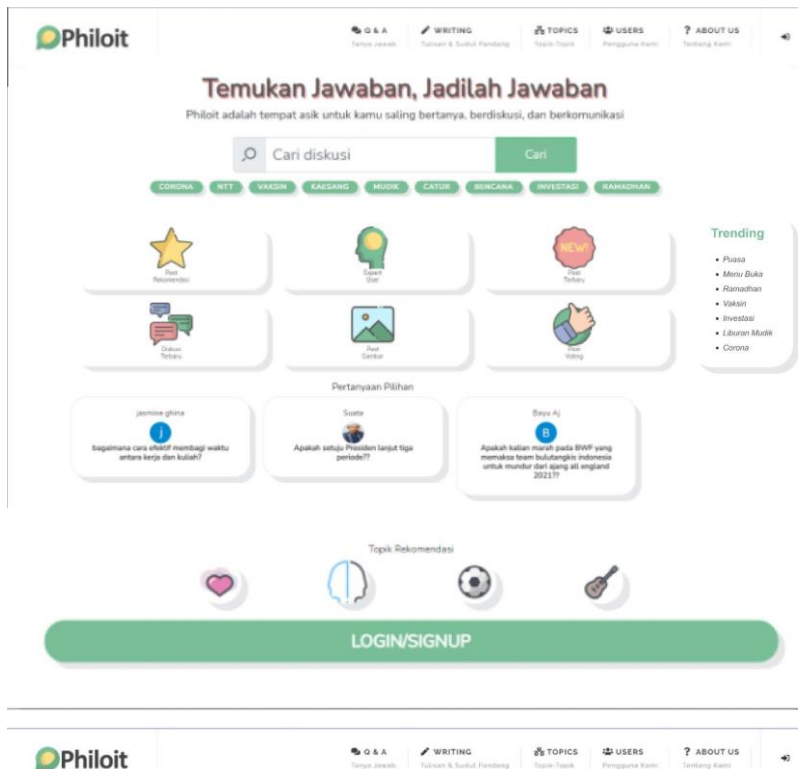 Philoit
Q & A
Tanya Jawab
WRITING
Tulisan & Sudut Pandang
TOPICS
Topik-Topik
USERS
Pengguna Kami
? ABOUT US
Tentang Kami
Temukan Jawaban, Jadilah Jawaban
Philoit adalah tempat asik untuk kamu saling bertanya, berdiskusi, dan berkomunikasi
Cari diskusi
Cari
CORONA NTT VAKSIN KAESANG MUDIK CATUR BENCANA INVESTASI RAMADHAN
Post
Rekomendasi
Expert
User
NEW!
Post
Terbaru
Diskusi
Terbaru
Post
Gambar
Post
Voting
Trending
• Puasa
• Menu Buka
• Ramadhan
• Vaksin
• Investasi
• Liburan Mudik
• Corona
Pertanyaan Pilihan
jasmine ghina
j
bagaimana cara efektif membagi waktu
antara kerja dan kuliah?
Suata
Apakah setuju Presiden lanjut tiga
periode??
Bayu Aj
B
Apakah kalian marah pada BWF yang
memaksa team bulutangkis indonesia
untuk mundur dari ajang all england
2021??
Topik Rekomendasi
LOGIN/SIGNUP
Philoit
Q & A
Tanya Jawab
WRITING
Tulisan & Sudut Pandang
TOPICS
Topik-Topik
USERS
Pengguna Kami
? ABOUT US
Tentang Kami